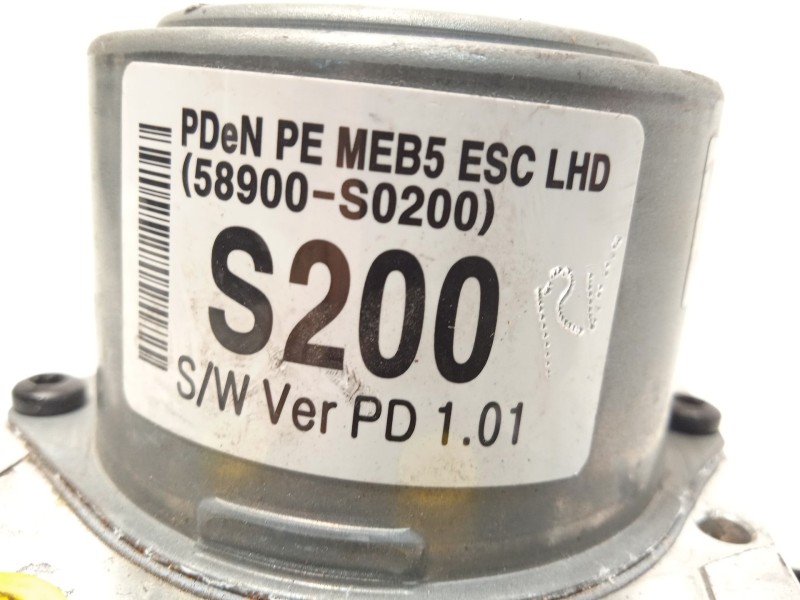 PDeN PE MEB5 ESC LHD
(58900-S0200)
S200
S/W Ver PD 1.01